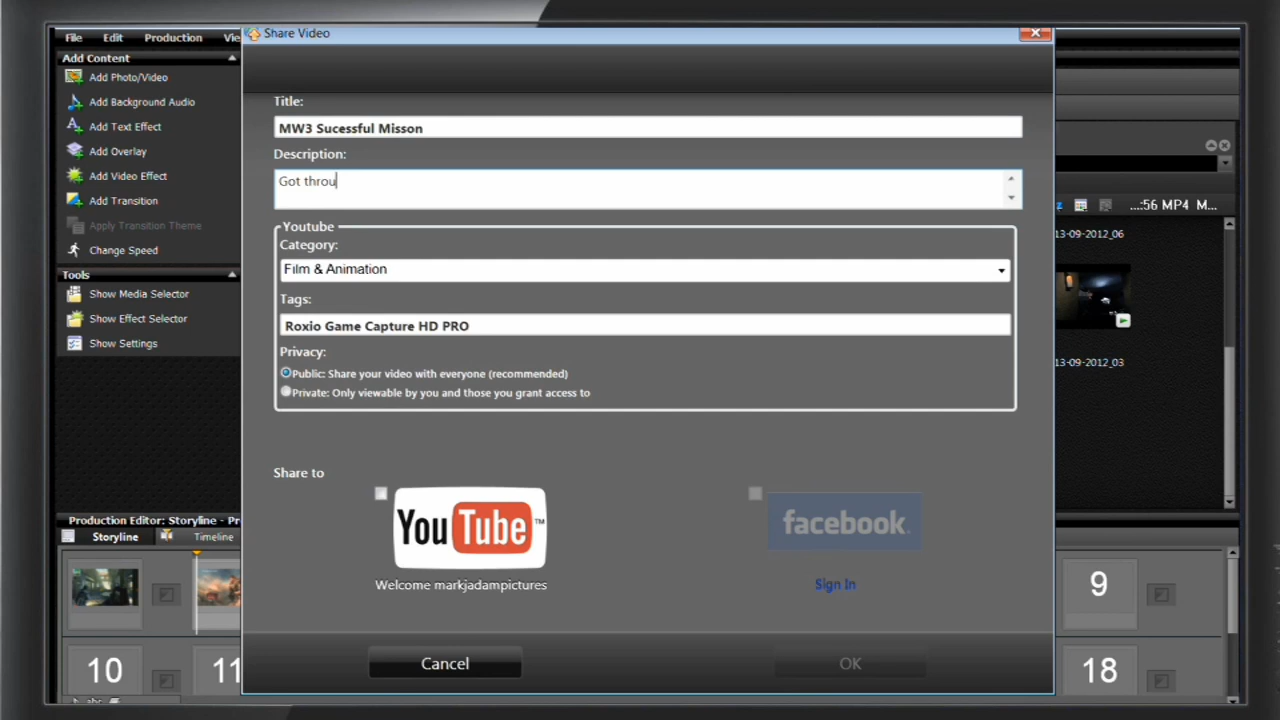 File Edit Production Vie
Share Video
Add Content
Add Photo/Video
Add Background Audio
Add Text Effect
Add Overlay
Add Video Effect
Add Transition
Apply Transition Theme
Change Speed
Tools
Show Media Selector
Show Effect Selector
Show Settings
Title:
MW3 Sucessful Misson
Description:
Got throu
Youtube
Category:
Film & Animation
Tags:
Roxio Game Capture HD PRO
Privacy:
Public: Share your video with everyone (recommended)
Private: Only viewable by you and those you grant access to
Share to
YouTube™
Welcome markjadampictures
facebook.
Sign In
Cancel
OK
...:56 MP4 M...
13-09-2012_06
13-09-2012_03
Production Editor: Storyline - Pr
Storyline
Timeline
9
10
11
18
abc